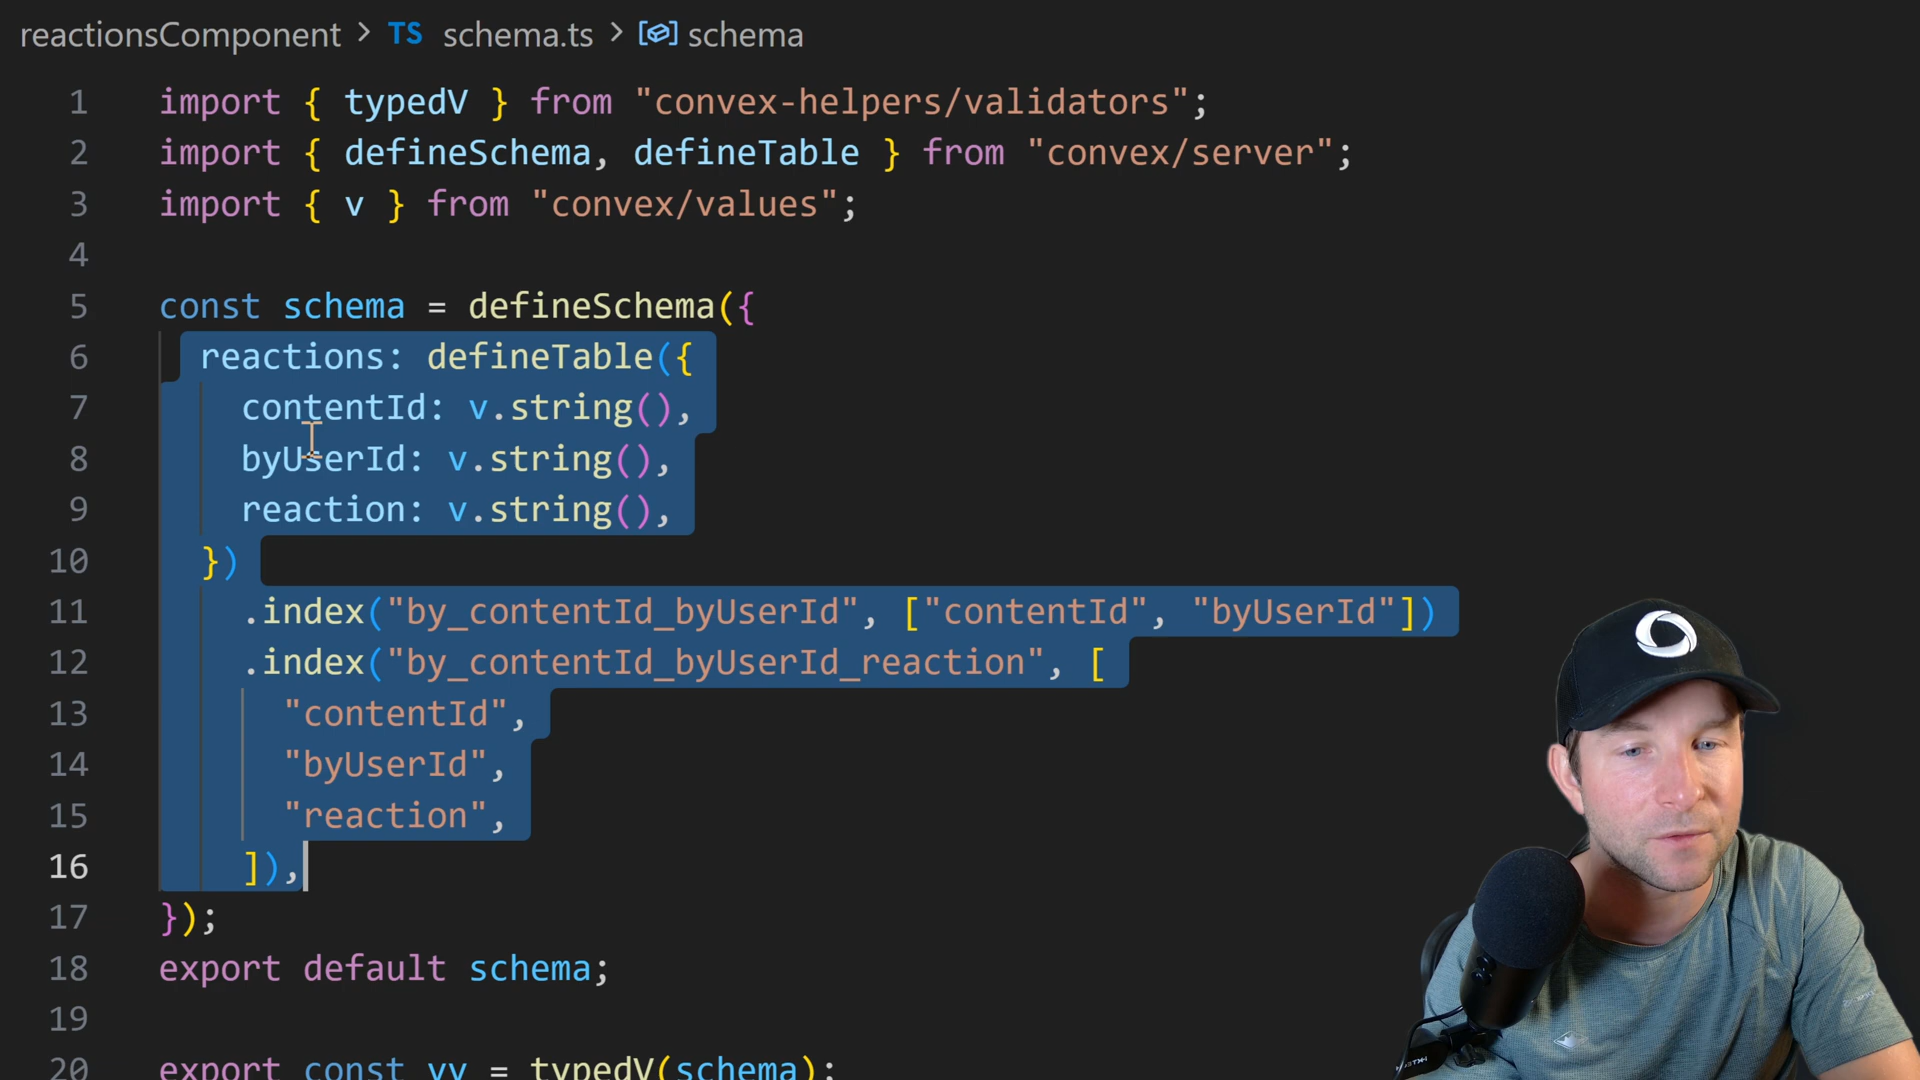 reactionsComponent > TS schema.ts > schema
1 import { typedV } from "convex-helpers/validators";
2 import { defineSchema, defineTable } from "convex/server";
3 import { v } from "convex/values";
4
5 const schema = defineSchema({
6 reactions: defineTable({
7 contentId: v.string(),
8 byUserId: v.string(),
9 reaction: v.string(),
10 })
11 .index("by_contentId_byUserId", ["contentId", "byUserId"])
12 .index("by_contentId_byUserId_reaction", [
13 "contentId",
14 "byUserId",
15 "reaction",
16 ]),
17 });
18 export default schema;
19
20 export const vv = typedV(schema);